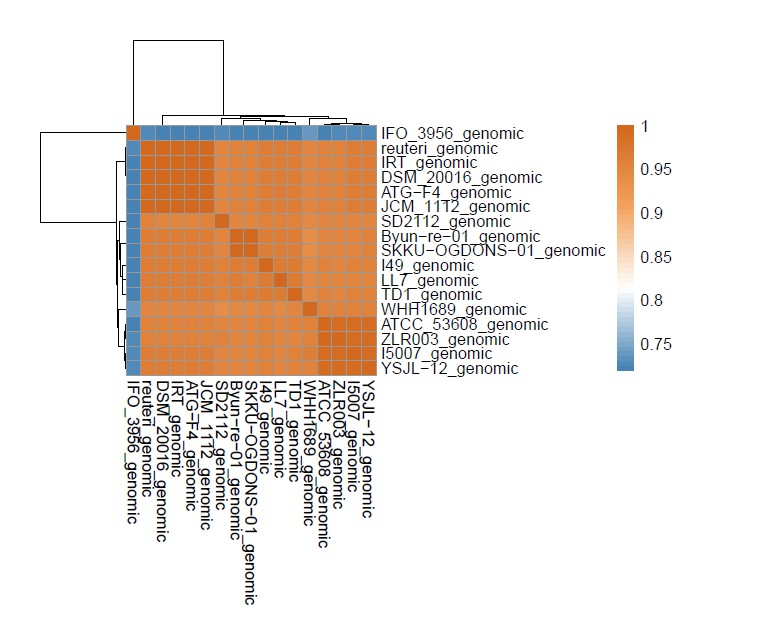 IFO_3956_genomic
reuteri_genomic
IRT_genomic
DSM_20016_genomic
ATG−F4_genomic
JCM_1112_genomic
SD2112_genomic
Byun−re−01_genomic
SKKU−OGDONS−01_genomic
I49_genomic
LL7_genomic
TD1_genomic
WHH1689_genomic
ATCC_53608_genomic
ZLR003_genomic
I5007_genomic
YSJL−12_genomic
1
0.95
0.9
0.85
0.8
0.75
IFO_3956_genomic
reuteri_genomic
DSM_20016_genomic
IRT_genomic
ATG−F4_genomic
JCM_1112_genomic
SD2112_genomic
Byun−re−01_genomic
SKKU−OGDONS−01_genomic
I49_genomic
LL7_genomic
TD1_genomic
WHH1689_genomic
ATCC_53608_genomic
ZLR003_genomic
I5007_genomic
YSJL−12_genomic